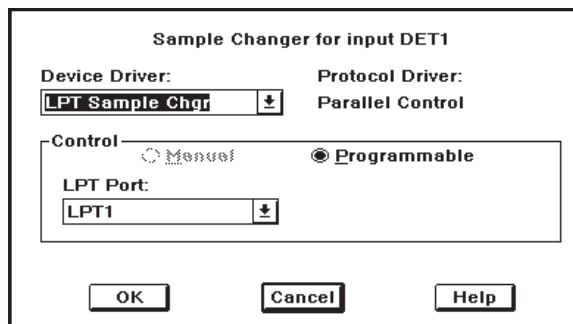 Sample Changer for input DET1
Device Driver: Protocol Driver:
LPT Sample Chgr Parallel Control
Control
Manual Programmable
LPT Port:
LPT1
OK Cancel Help